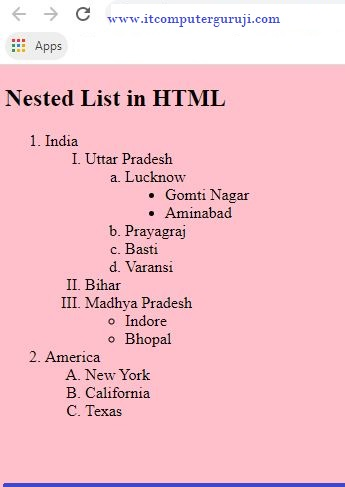 www.itcomputerguruji.com
Apps
Nested List in HTML
1. India
I. Uttar Pradesh
a. Lucknow
• Gomti Nagar
• Aminabad
b. Prayagraj
c. Basti
d. Varansi
II. Bihar
III. Madhya Pradesh
◦ Indore
◦ Bhopal
2. America
A. New York
B. California
C. Texas